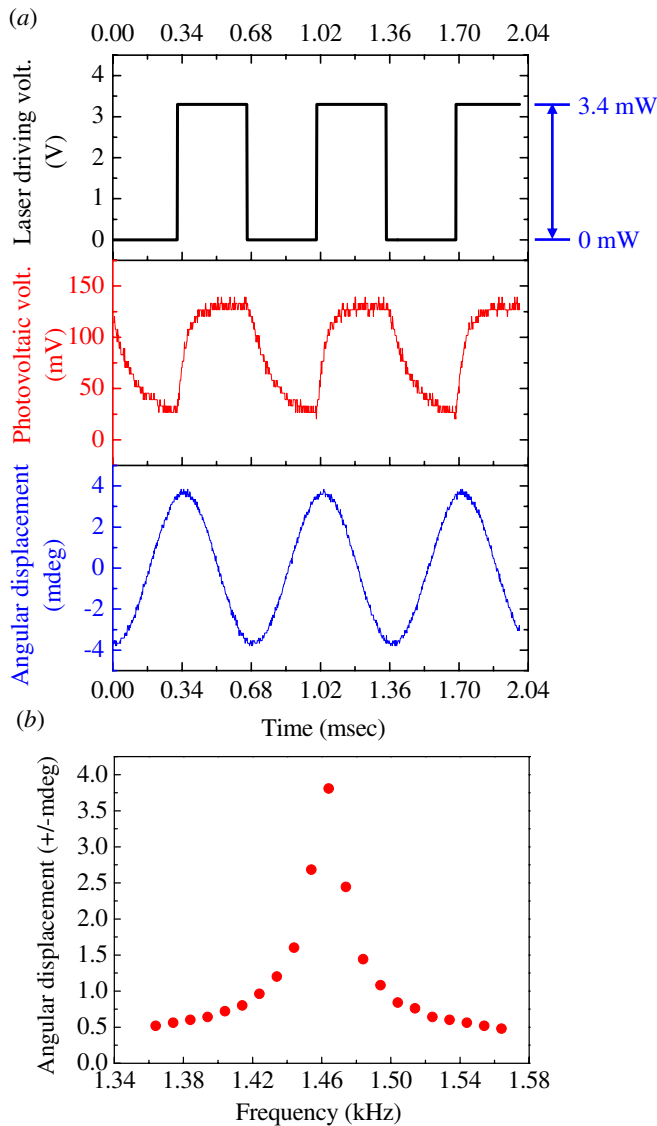 (a)
0.00 0.34 0.68 1.02 1.36 1.70 2.04
Laser driving volt.
(V)
4
3
2
1
0
3.4 mW
0 mW
Photovoltaic volt.
(mV)
150
100
50
0
Angular displacement
(mdeg)
4
2
0
-2
-4
0.00 0.34 0.68 1.02 1.36 1.70 2.04
Time (msec)
(b)
Angular displacement (+/-mdeg)
4.0
3.5
3.0
2.5
2.0
1.5
1.0
0.5
0.0
1.34 1.38 1.42 1.46 1.50 1.54 1.58
Frequency (kHz)